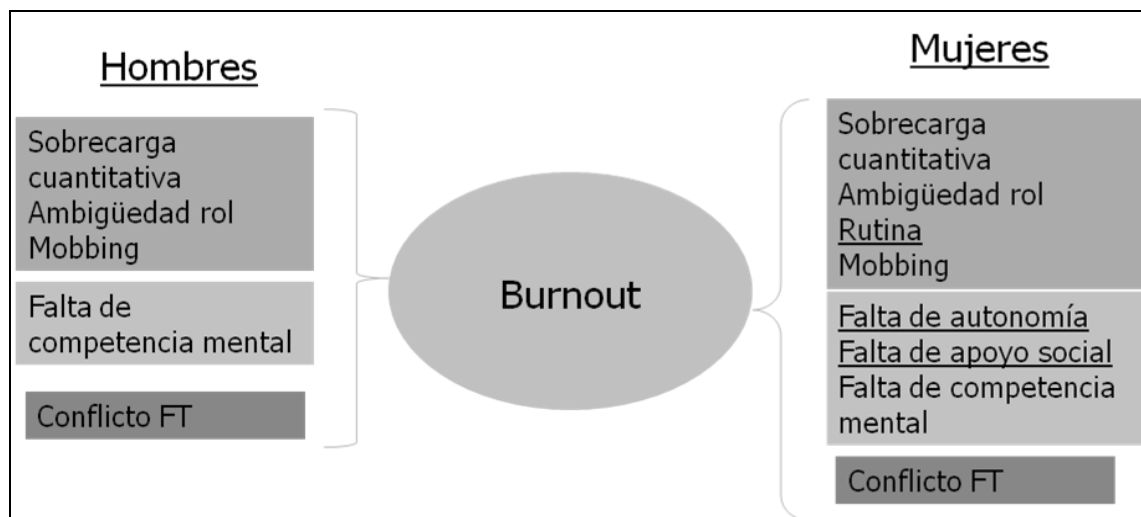 Hombres
Sobrecarga
cuantitativa
Ambigüedad rol
Mobbing
Falta de
competencia mental
Conflicto FT
Burnout
Mujeres
Sobrecarga
cuantitativa
Ambigüedad rol
Rutina
Mobbing
Falta de autonomía
Falta de apoyo social
Falta de competencia
mental
Conflicto FT